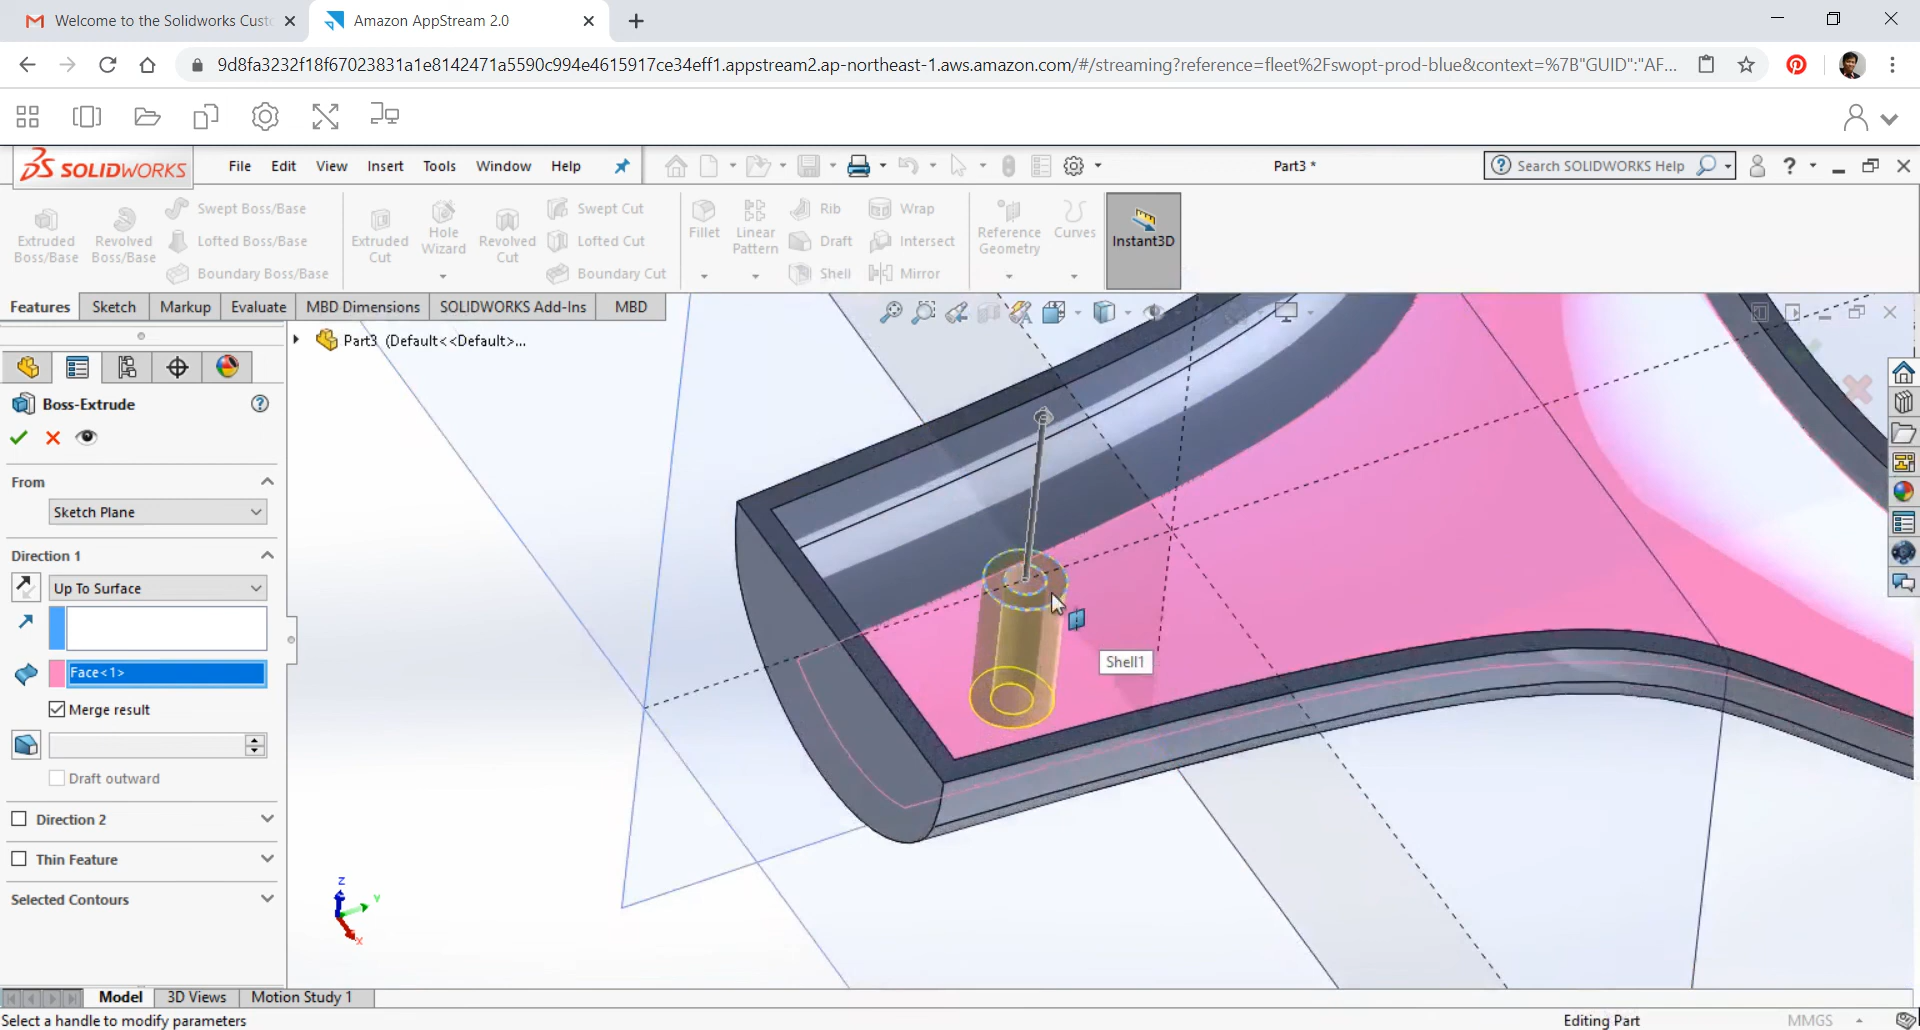 Welcome to the Solidworks Custo
Amazon AppStream 2.0
9d8fa3232f18f67023831a1e8142471a5590c994e4615917ce34eff1.appstream2.ap-northeast-1.aws.amazon.com/#/streaming?reference=fleet%2Fswopt-prod-blue&context=%7B"GUID":"AF...
SOLIDWORKS
File Edit View Insert Tools Window Help
Part3 *
Search SOLIDWORKS Help
Extruded Boss/Base
Revolved Boss/Base
Swept Boss/Base
Lofted Boss/Base
Boundary Boss/Base
Extruded Cut
Hole Wizard
Revolved Cut
Swept Cut
Lofted Cut
Boundary Cut
Fillet
Linear Pattern
Rib
Draft
Shell
Wrap
Intersect
Mirror
Reference Geometry
Curves
Instant3D
Features Sketch Markup Evaluate MBD Dimensions SOLIDWORKS Add-Ins MBD
Part3 (Default<<Default>...
Boss-Extrude
From
Sketch Plane
Direction 1
Up To Surface
Face<1>
Merge result
Draft outward
Direction 2
Thin Feature
Selected Contours
Shell1
Z
Y
X
Model 3D Views Motion Study 1
Select a handle to modify parameters
Editing Part
MMGS